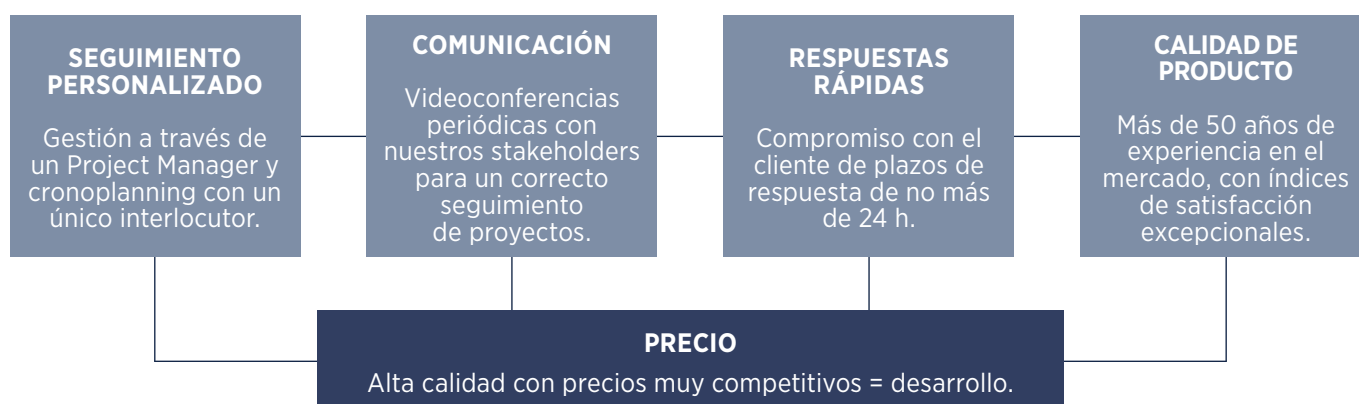 SEGUIMIENTO
PERSONALIZADO
Gestión a través de
un Project Manager y
cronoplanning con un
único interlocutor.
COMUNICACIÓN
Videoconferencias
periódicas con
nuestros stakeholders
para un correcto
seguimiento
de proyectos.
RESPUESTAS
RÁPIDAS
Compromiso con el
cliente de plazos de
respuesta de no más
de 24 h.
CALIDAD DE
PRODUCTO
Más de 50 años de
experiencia en el
mercado, con índices
de satisfacción
excepcionales.
PRECIO
Alta calidad con precios muy competitivos = desarrollo.